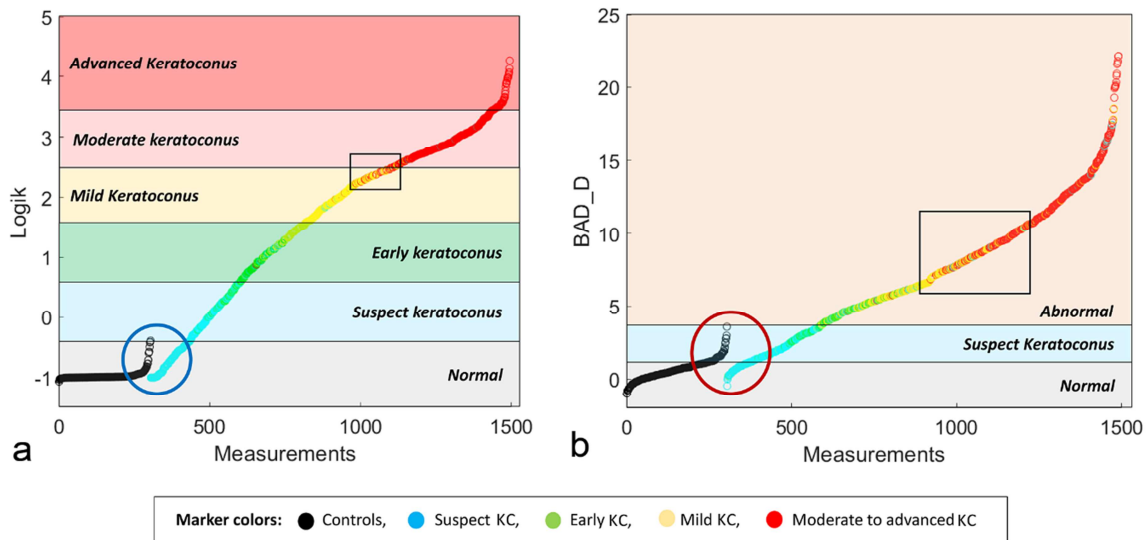 5
4
3
2
1
0
-1
Logik
Advanced Keratoconus
Moderate keratoconus
Mild Keratoconus
Early keratoconus
Suspect keratoconus
Normal
0
500
1000
1500
Measurements
a
25
20
15
10
5
0
BAD_D
Abnormal
Suspect Keratoconus
Normal
0
500
1000
1500
Measurements
b
Marker colors: Controls, Suspect KC, Early KC, Mild KC, Moderate to advanced KC